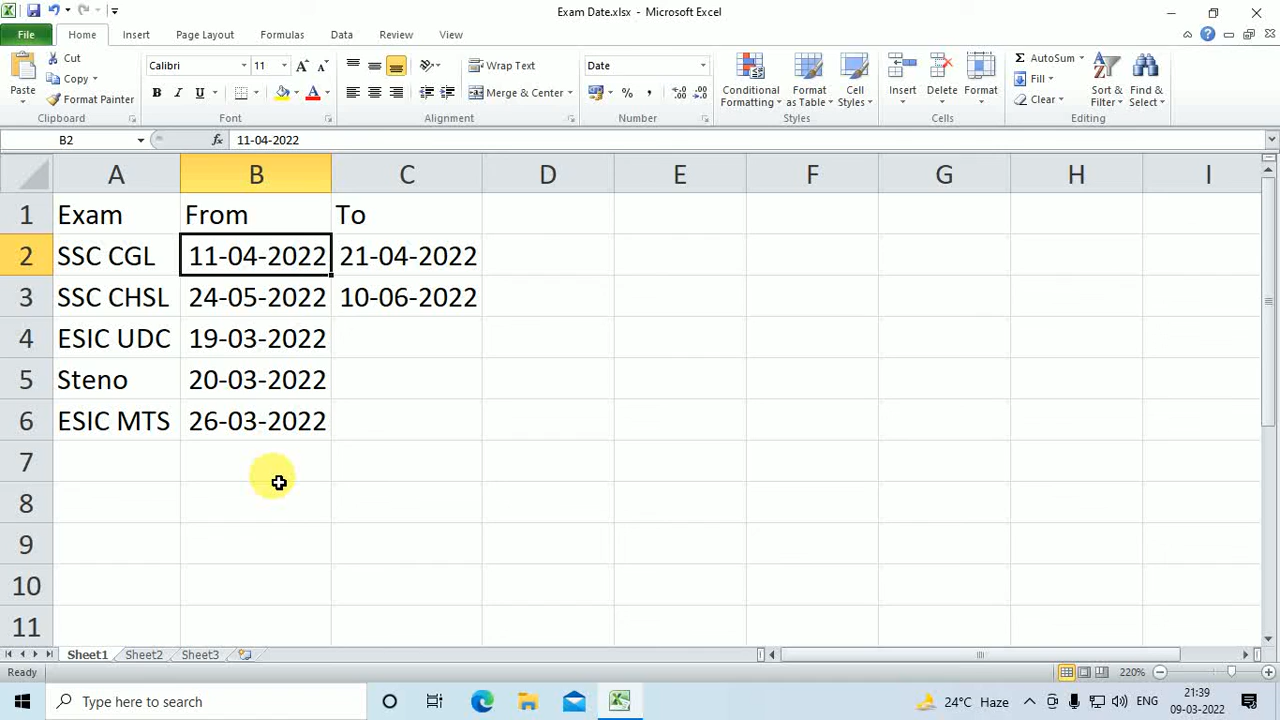 Exam Date.xlsx - Microsoft Excel
File Home Insert Page Layout Formulas Data Review View
Paste
Cut
Copy
Format Painter
Clipboard
Calibri 11 A A
B I U A
Font
Wrap Text
Merge & Center
Alignment
Date
% ,
Number
Conditional Formatting
Format as Table
Cell Styles
Styles
Insert
Delete
Format
Cells
Σ AutoSum
Fill
Clear
Sort & Filter
Find & Select
Editing
B2 fx 11-04-2022
A B C D E F G H I
1 Exam From To
2 SSC CGL 11-04-2022 21-04-2022
3 SSC CHSL 24-05-2022 10-06-2022
4 ESIC UDC 19-03-2022
5 Steno 20-03-2022
6 ESIC MTS 26-03-2022
7
8
9
10
11
Sheet1 Sheet2 Sheet3
Ready 220%
Type here to search
24°C Haze
ENG
21:39
09-03-2022